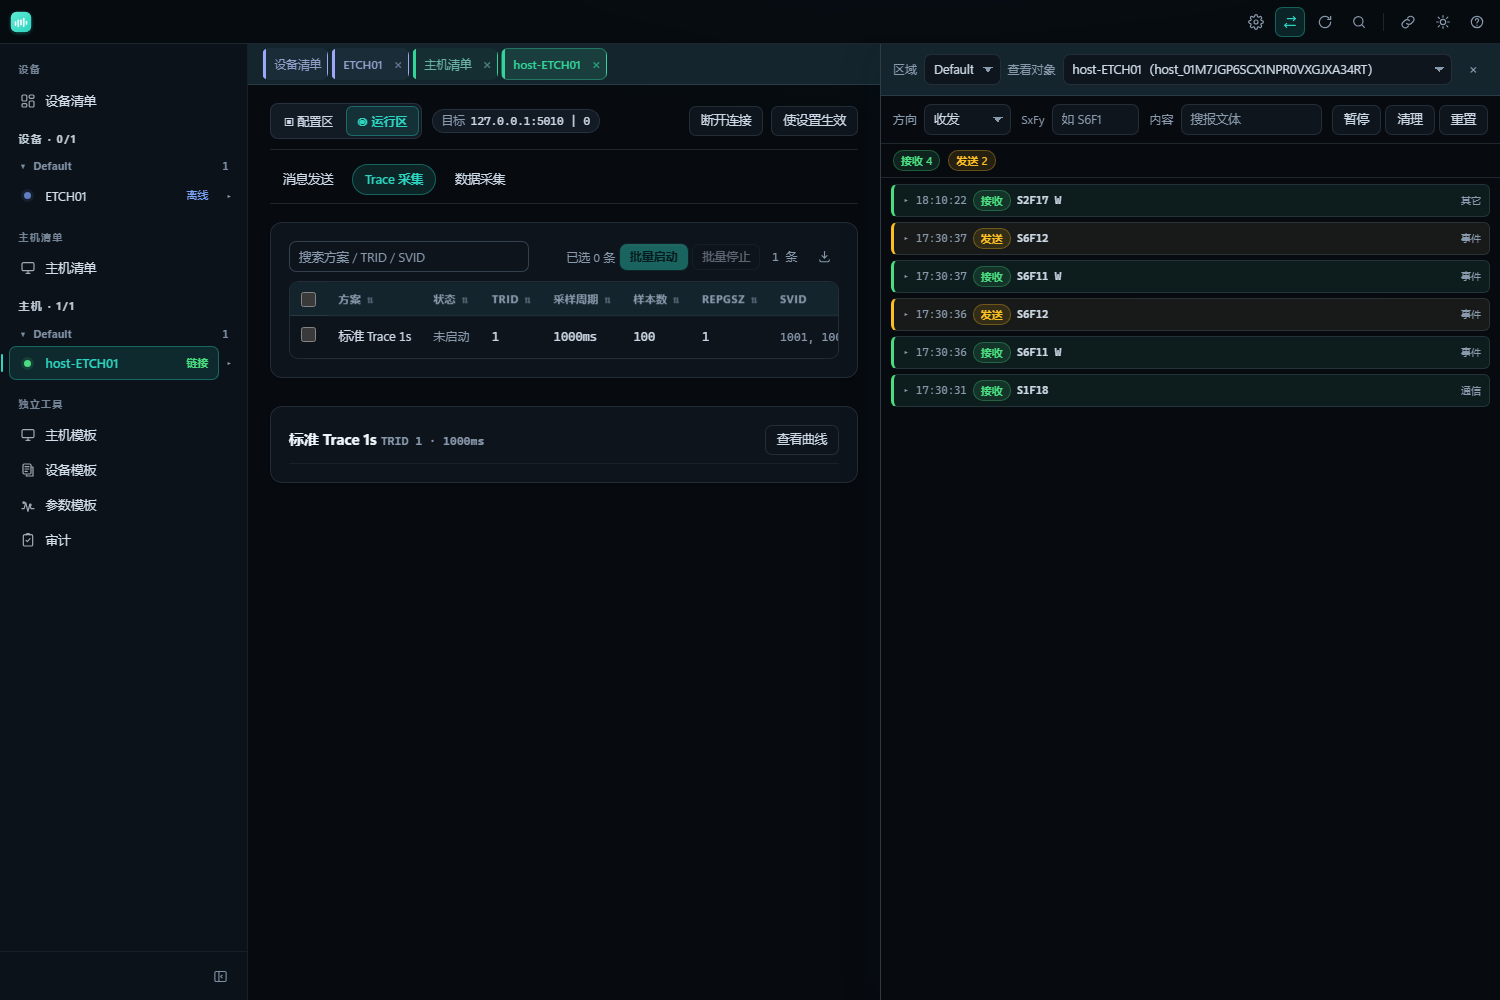 设备
设备清单
设备 · 0/1
Default 1
ETCH01 离线
主机清单
主机清单
主机 · 1/1
Default 1
host-ETCH01 链接
独立工具
主机模板
设备模板
参数模板
审计
设备清单 ETCH01 × 主机清单 × host-ETCH01 ×
配置区 运行区 目标 127.0.0.1:5010 | 0 断开连接 使设置生效
消息发送 Trace 采集 数据采集
搜索方案 / TRID / SVID 已选 0 条 批量启动 批量停止 1 条
方案 状态 TRID 采样周期 样本数 REPGSZ SVID
标准 Trace 1s 未启动 1 1000ms 100 1 1001, 100
标准 Trace 1s TRID 1 · 1000ms 查看曲线
区域 Default 查看对象 host-ETCH01 (host_01M7JGP6SCX1NPR0VXGJXA34RT) ×
方向 收发 SxFy 如 S6F1 内容 搜报文体 暂停 清理 重置
接收 4 发送 2
18:10:22 接收 S2F17 W 其它
17:30:37 发送 S6F12 事件
17:30:37 接收 S6F11 W 事件
17:30:36 发送 S6F12 事件
17:30:36 接收 S6F11 W 事件
17:30:31 接收 S1F18 通信